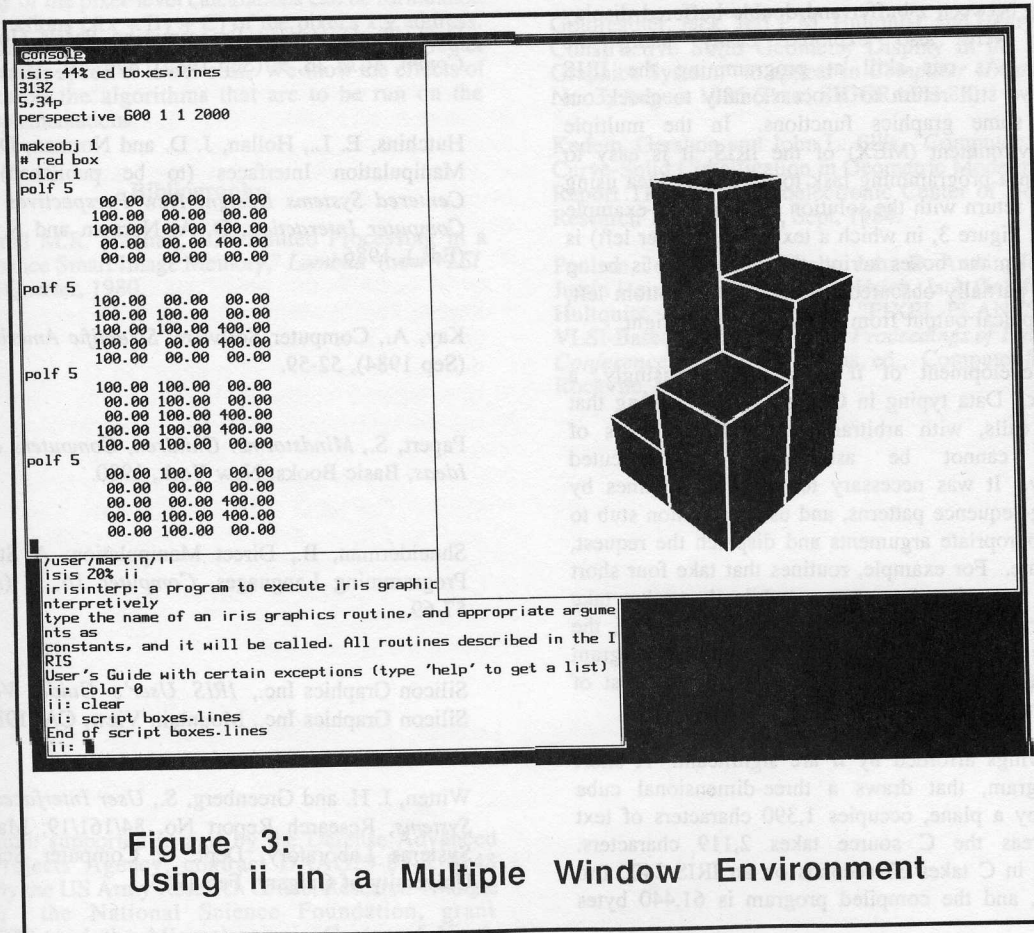 console
isis 44% ed boxes.lines
3132
5,34p
perspective 600 1 1 2000
makeobj 1
# red box
color 1
polf 5
00.00 00.00 00.00
100.00 00.00 00.00
100.00 00.00 400.00
00.00 00.00 400.00
00.00 00.00 00.00
polf 5
100.00 00.00 00.00
100.00 100.00 00.00
100.00 100.00 400.00
100.00 00.00 400.00
100.00 00.00 00.00
polf 5
100.00 100.00 00.00
00.00 100.00 00.00
00.00 100.00 400.00
100.00 100.00 400.00
100.00 100.00 00.00
polf 5
00.00 100.00 00.00
00.00 00.00 00.00
00.00 00.00 400.00
00.00 100.00 400.00
00.00 100.00 00.00
/user/martin/ii
isis 20% ii
irisinterp: a program to execute iris graphic
nterpretively
type the name of an iris graphics routine, and appropriate argume
nts as
constants, and it will be called. All routines described in the I
RIS
User's Guide with certain exceptions (type 'help' to get a list)
ii: color 0
ii: clear
ii: script boxes.lines
End of script boxes.lines
ii:
Figure 3:
Using ii in a Multiple Window Environment